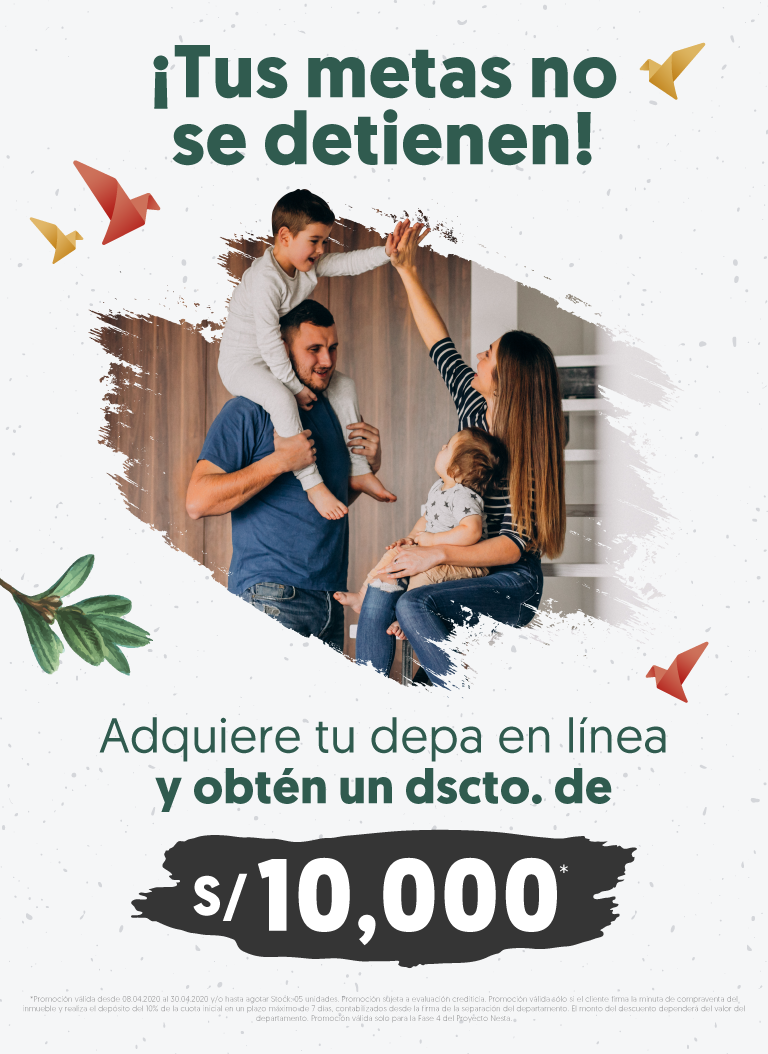 ¡Tus metas no
se detienen!
Adquiere tu depa en línea
y obtén un dscto. de
S/10,000*
*Promoción válida desde 08.04.2020 al 30.04.2020 y/o hasta agotar Stock: 05 unidades. Promoción sujeta a evaluación crediticia. Promoción válida sólo si el cliente firma la minuta de compraventa del
inmueble y realiza el depósito del 10% de la cuota inicial en un plazo máximo de 7 días, contabilizados desde la firma de la separación del departamento. El monto del descuento dependerá del valor del
departamento. Promoción válida solo para la Fase 4 del Proyecto Nesta.